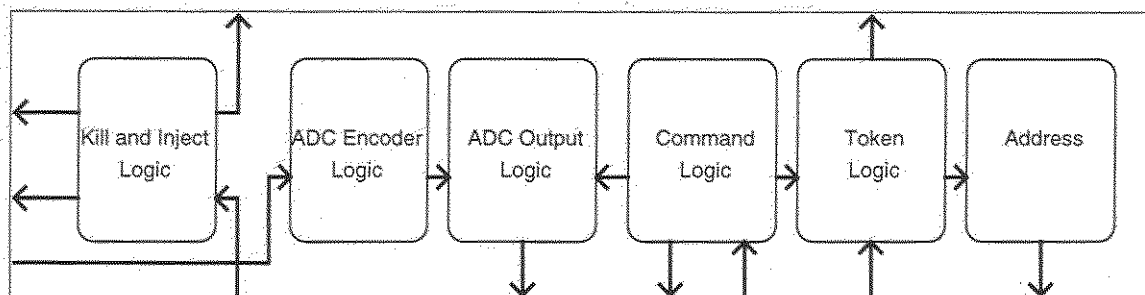 Kill and Inject
Logic
ADC Encoder
Logic
ADC Output
Logic
Command
Logic
Token
Logic
Address